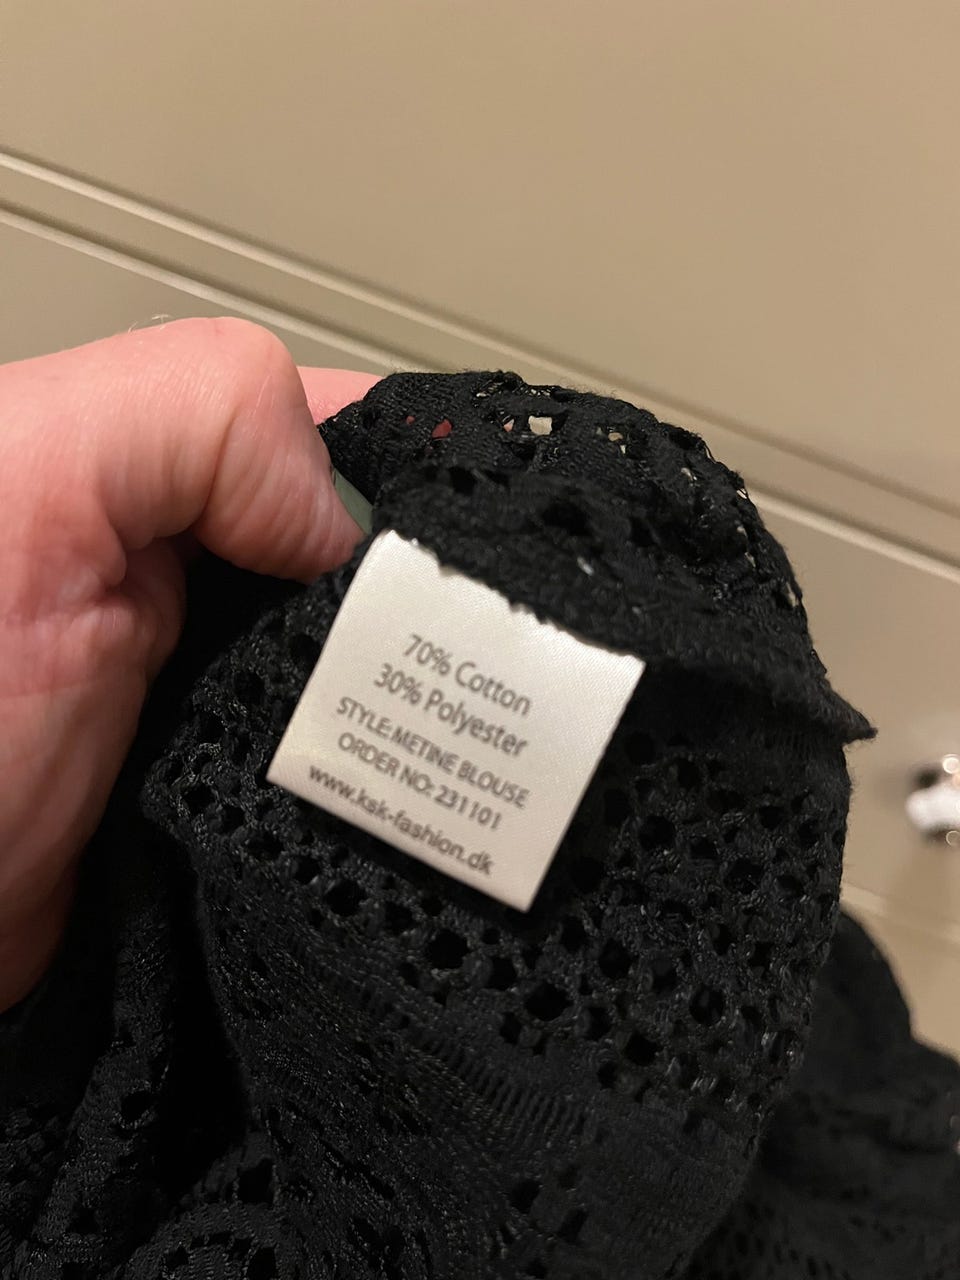 70% Cotton
30% Polyester
STYLE:METINE BLOUSE
ORDER NO: 231101
www.ksk-fashion.dk